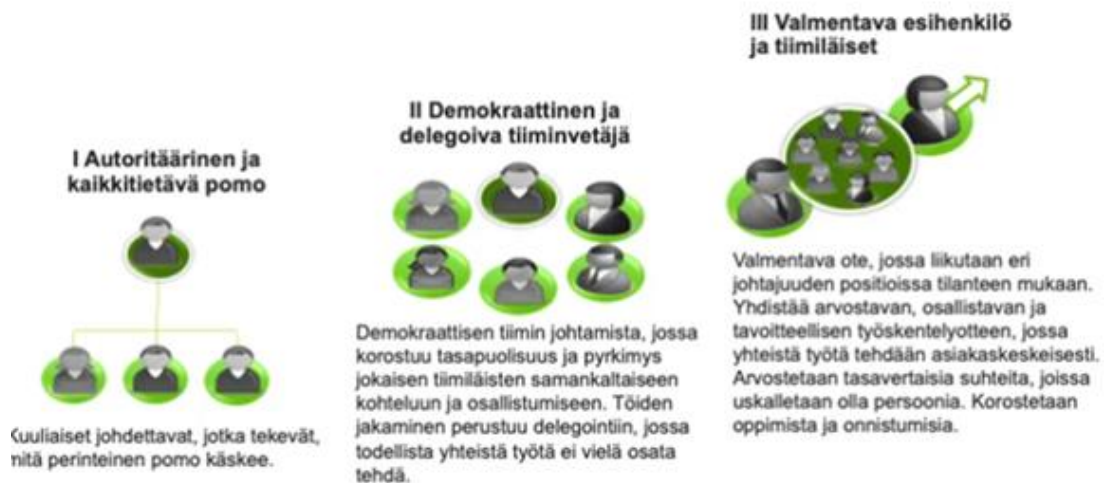 I Autoritäärinen ja
kaikkitietävä pomo
Kuuliaiset johdettavat, jotka tekevät,
mitä perinteinen pomo käskee.
II Demokraattinen ja
delegoiva tiiminvetäjä
Demokraattisen tiimin johtamista, jossa
korostuu tasapuolisuus ja pyrkimys
jokaisen tiimiläisten samankaltaiseen
kohteluun ja osallistumiseen. Töiden
jakaminen perustuu delegointiin, jossa
todellista yhteistä työtä ei vielä osata
tehdä.
III Valmentava esihenkilö
ja tiimiläiset
Valmentava ote, jossa liikutaan eri
johtajuuden positioissa tilanteen mukaan.
Yhdistää arvostavan, osallistavan ja
tavoitteellisen työskentelyotteen, jossa
yhteistä työtä tehdään asiakaskeskeisesti.
Arvostetaan tasavertaisia suhteita, joissa
uskalletaan olla persoonia. Korostetaan
oppimista ja onnistumisia.